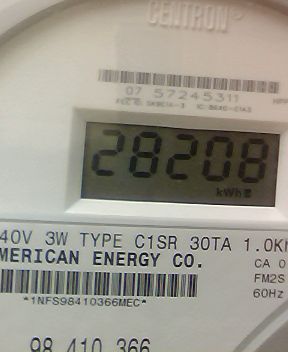 CENTRON®
07 57245311
28208
kWh
40V 3W TYPE C1SR 30TA 1.0K
MERICAN ENERGY CO.
CA 0
FM2S
*1NFS98410366MEC*
60Hz
98 410 366